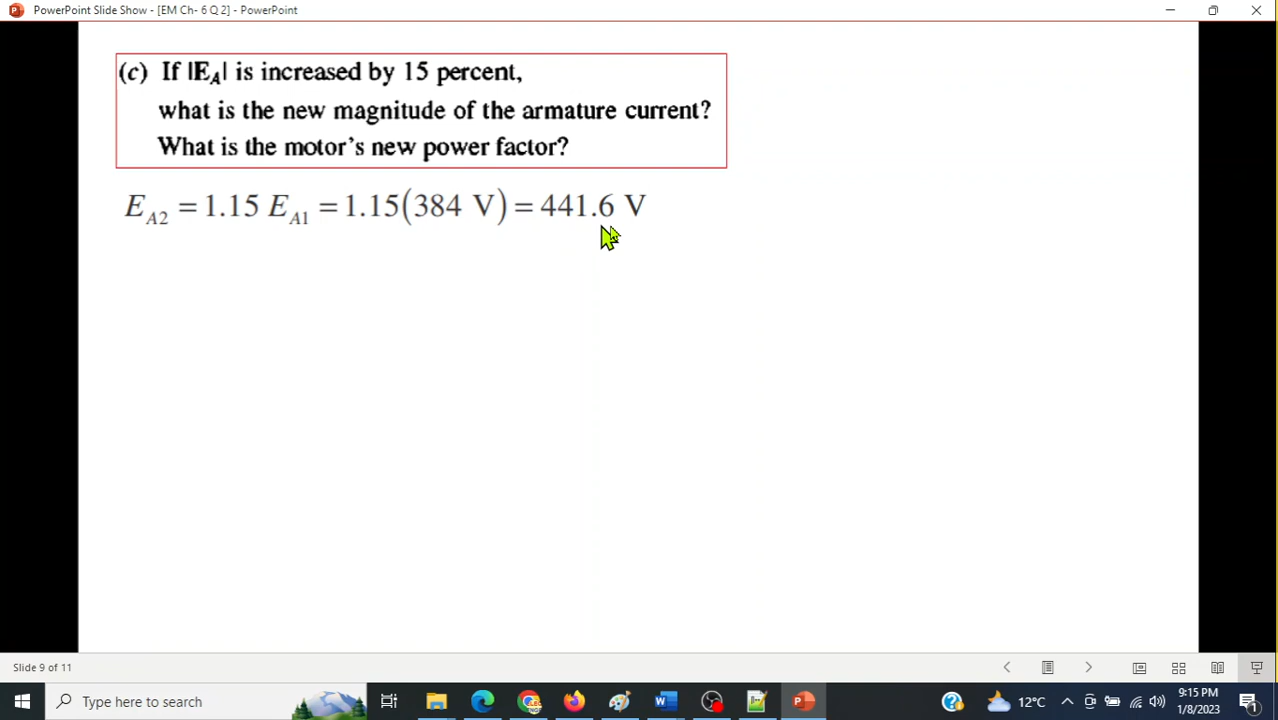 PowerPoint Slide Show - [EM Ch- 6 Q 2] - PowerPoint
(c) If |E_A| is increased by 15 percent,
what is the new magnitude of the armature current?
What is the motor's new power factor?
E_A2 = 1.15 E_A1 = 1.15(384 V) = 441.6 V
Slide 9 of 11
Type here to search
12°C
9:15 PM
1/8/2023
1